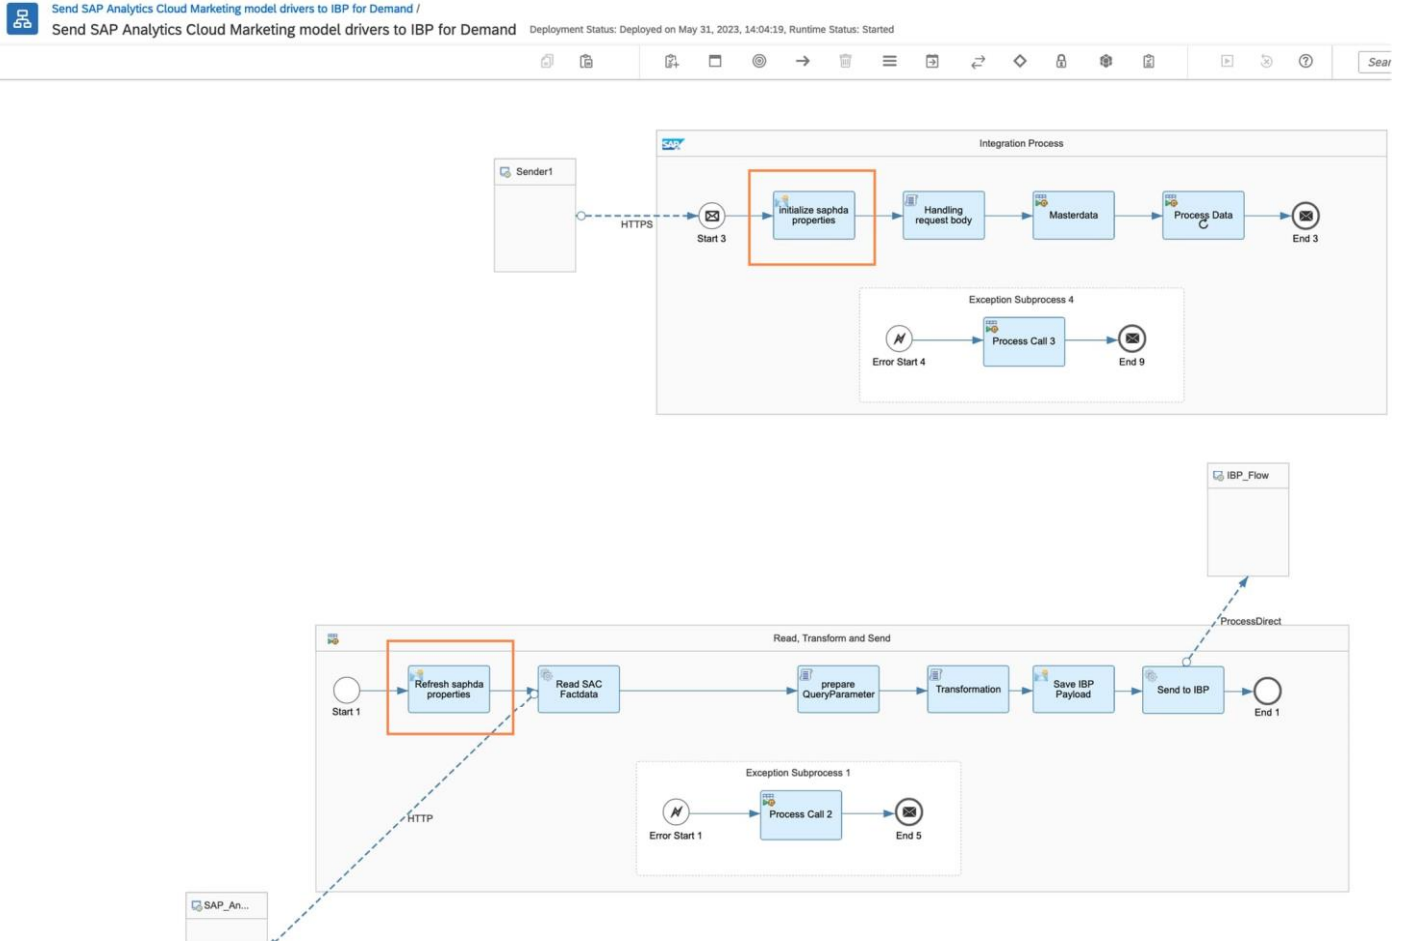 Send SAP Analytics Cloud Marketing model drivers to IBP for Demand /
Send SAP Analytics Cloud Marketing model drivers to IBP for Demand Deployment Status: Deployed on May 31, 2023, 14:04:19, Runtime Status: Started
Sear
SAP
Integration Process
Sender1
HTTPS
Start 3
initialize saphda
properties
Handling
request body
Masterdata
Process Data
End 3
Exception Subprocess 4
Error Start 4
Process Call 3
End 9
IBP_Flow
ProcessDirect
Read, Transform and Send
Start 1
Refresh saphda
properties
Read SAC
Factdata
prepare
QueryParameter
Transformation
Save IBP
Payload
Send to IBP
End 1
Exception Subprocess 1
Error Start 1
Process Call 2
End 5
HTTP
SAP_An...